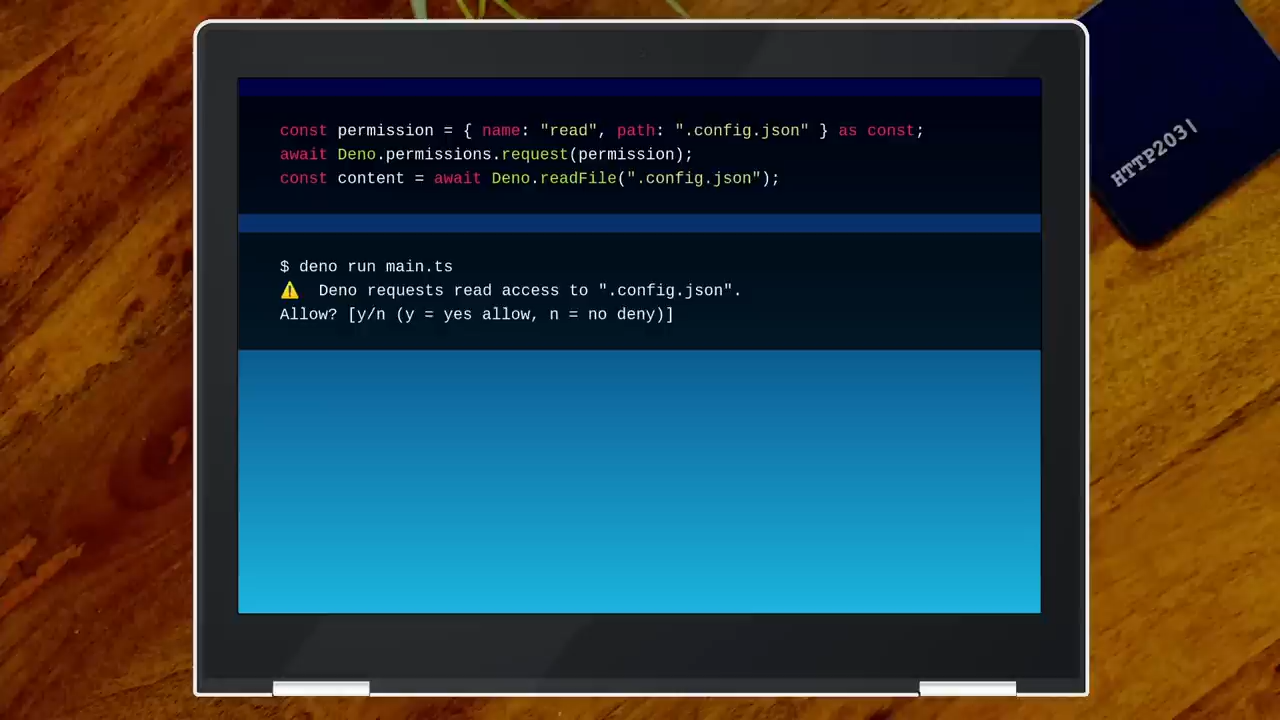 const permission = { name: "read", path: ".config.json" } as const;
await Deno.permissions.request(permission);
const content = await Deno.readFile(".config.json");
$ deno run main.ts
⚠️  Deno requests read access to ".config.json".
Allow? [y/n (y = yes allow, n = no deny)]
HTTP203|